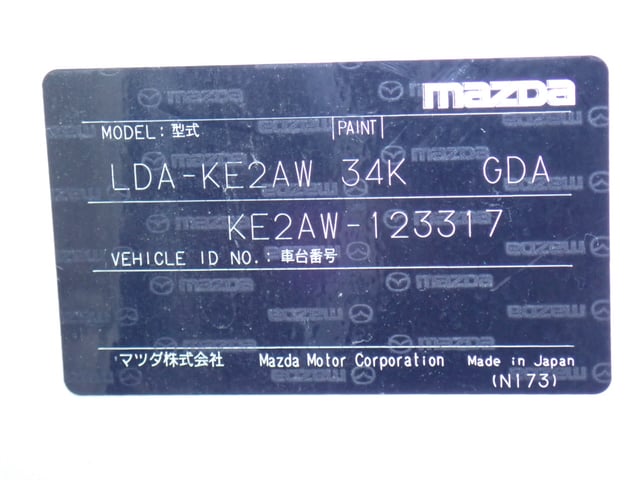 mazda
MODEL: 型式 PAINT
LDA-KE2AW 34K GDA
KE2AW-123317
VEHICLE ID NO.: 車台番号
マツダ株式会社 Mazda Motor Corporation Made in Japan
(N173)